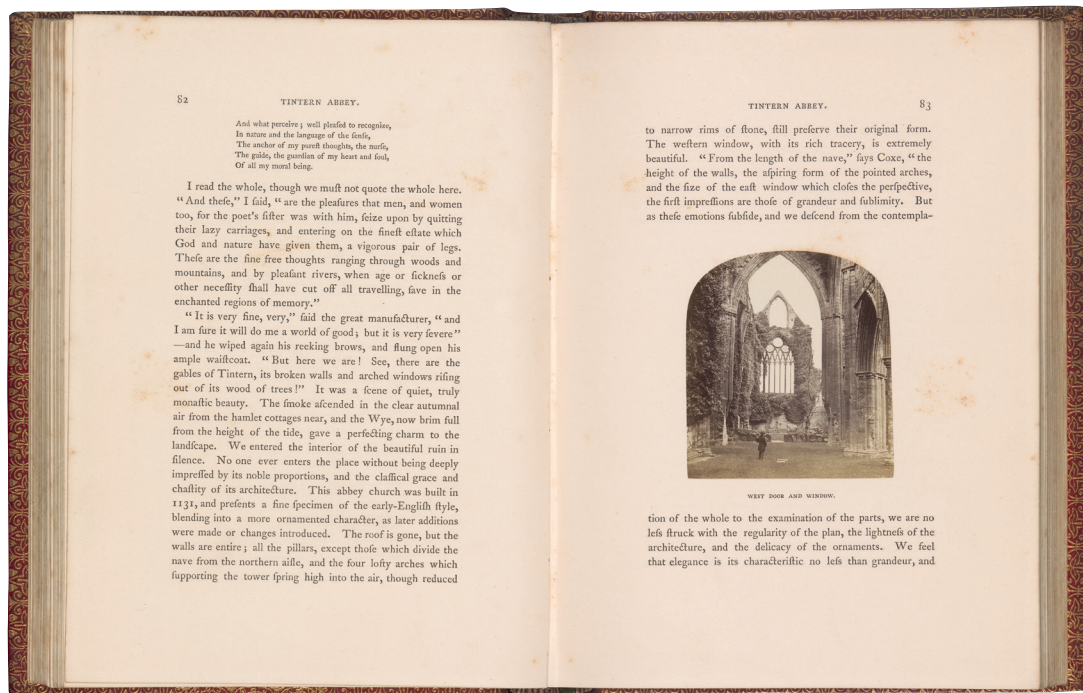 82
TINTERN ABBEY.
And what perceive ; well pleaſed to recognize,
In nature and the language of the ſenſe,
The anchor of my pureſt thoughts, the nurſe,
The guide, the guardian of my heart and ſoul,
Of all my moral being.
I read the whole, though we muſt not quote the whole here.
“ And theſe,” I ſaid, “ are the pleaſures that men, and women
too, for the poet's ſiſter was with him, ſeize upon by quitting
their lazy carriages, and entering on the fineſt eſtate which
God and nature have given them, a vigorous pair of legs.
Theſe are the fine free thoughts ranging through woods and
mountains, and by pleaſant rivers, when age or ſickneſs or
other neceſſity ſhall have cut off all travelling, ſave in the
enchanted regions of memory.”
“ It is very fine, very,” ſaid the great manufacturer, “ and
I am ſure it will do me a world of good ; but it is very ſevere”
—and he wiped again his reeking brows, and flung open his
ample waiſtcoat. “ But here we are ! See, there are the
gables of Tintern, its broken walls and arched windows riſing
out of its wood of trees !” It was a ſcene of quiet, truly
monaſtic beauty. The ſmoke aſcended in the clear autumnal
air from the hamlet cottages near, and the Wye, now brim full
from the height of the tide, gave a perfecting charm to the
landſcape. We entered the interior of the beautiful ruin in
ſilence. No one ever enters the place without being deeply
impreſſed by its noble proportions, and the claſſical grace and
chaſtity of its architecture. This abbey church was built in
1131, and preſents a fine ſpecimen of the early-Engliſh ſtyle,
blending into a more ornamented character, as later additions
were made or changes introduced. The roof is gone, but the
walls are entire ; all the pillars, except thoſe which divide the
nave from the northern aiſle, and the four lofty arches which
ſupporting the tower ſpring high into the air, though reduced
TINTERN ABBEY.
83
to narrow rims of ſtone, ſtill preſerve their original form.
The weſtern window, with its rich tracery, is extremely
beautiful. “ From the length of the nave,” ſays Coxe, “ the
height of the walls, the aſpiring form of the pointed arches,
and the ſize of the eaſt window which cloſes the perſpective,
the firſt impreſſions are thoſe of grandeur and ſublimity. But
as theſe emotions ſubſide, and we deſcend from the contempla-
WEST DOOR AND WINDOW.
tion of the whole to the examination of the parts, we are no
leſs ſtruck with the regularity of the plan, the lightneſs of the
architecture, and the delicacy of the ornaments. We feel
that elegance is its characteriſtic no leſs than grandeur, and